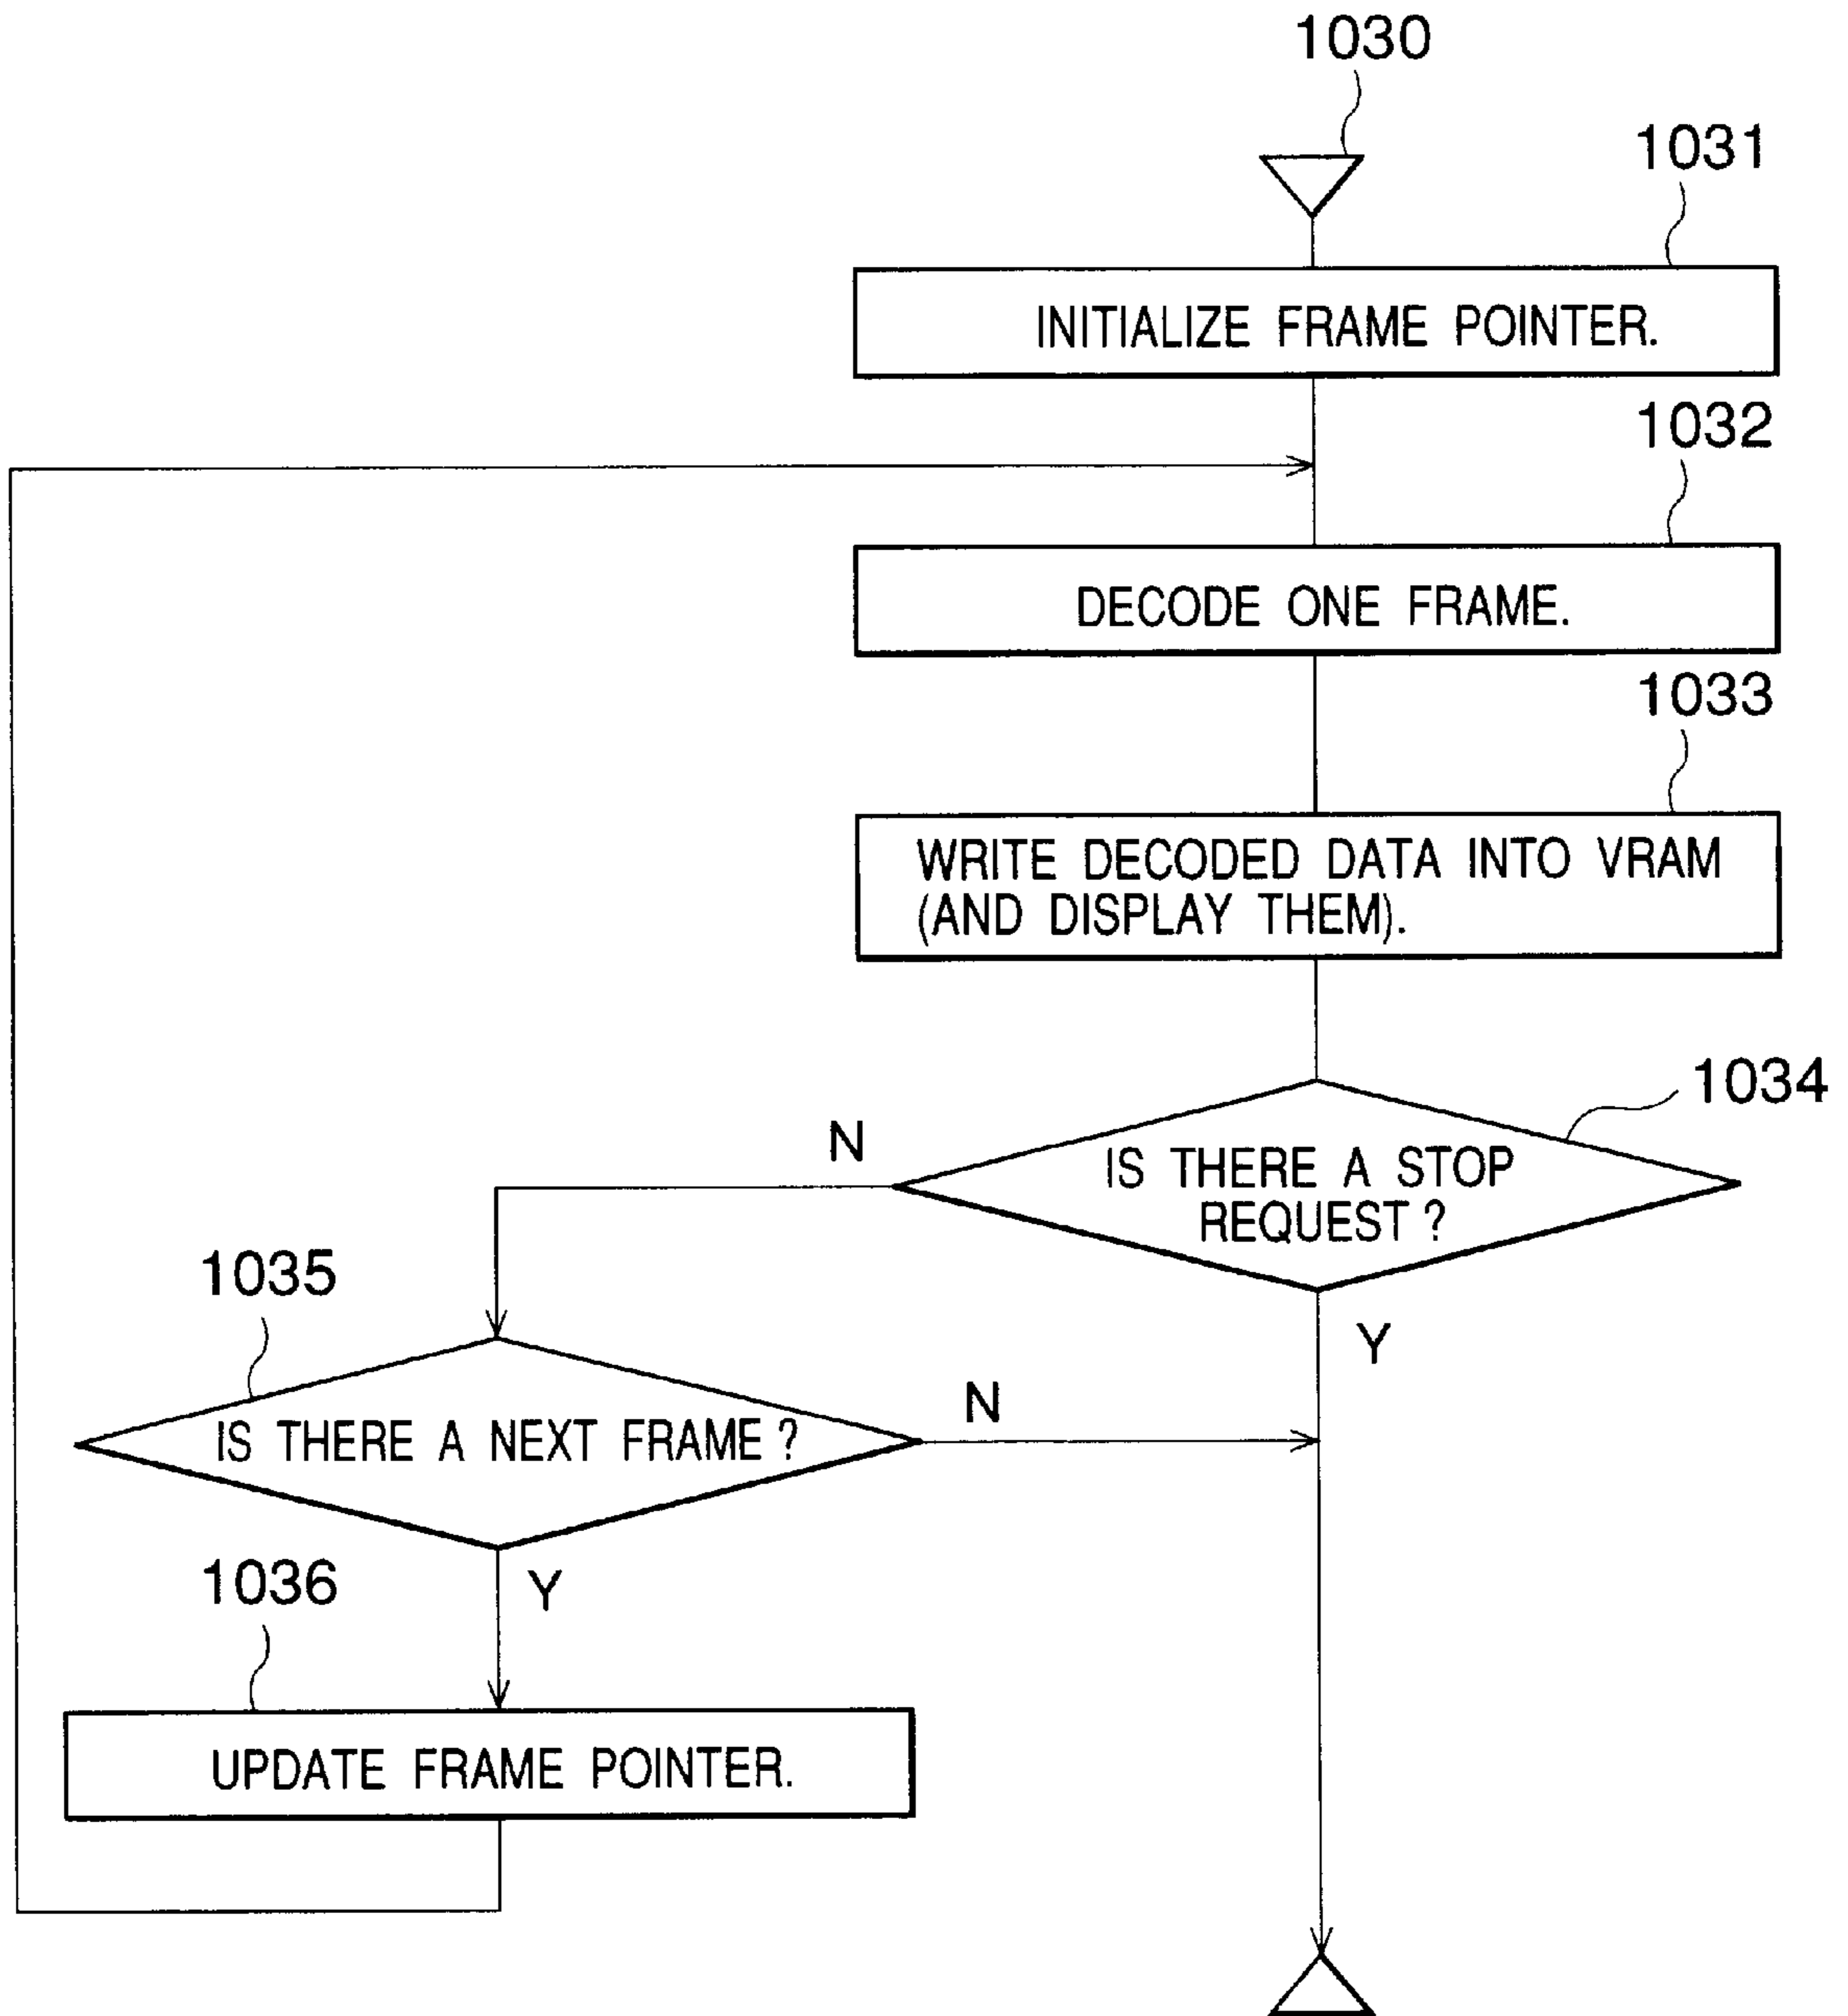 1030
1031
INITIALIZE FRAME POINTER.
1032
DECODE ONE FRAME.
1033
WRITE DECODED DATA INTO VRAM
(AND DISPLAY THEM).
1034
N
IS THERE A STOP
REQUEST?
Y
1035
IS THERE A NEXT FRAME?
N
1036
Y
UPDATE FRAME POINTER.